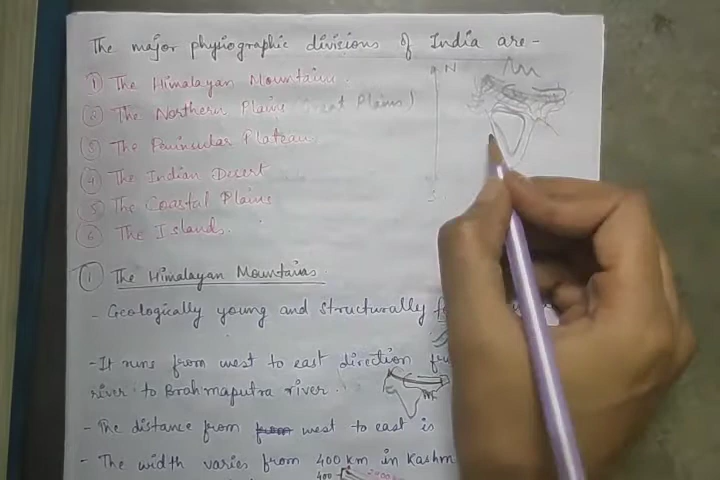 The major physiographic divisions of India are -
① The Himalayan Mountains.
② The Northern Plains (Great Plains)
③ The Peninsular Plateau
④ The Indian Desert
⑤ The Coastal Plains
⑥ The Islands.
N
S
① The Himalayan Mountains
- Geologically young and structurally
- It runs from west to east direction
river to Brahmaputra river.
- The distance from west to east is
- The width varies from 400 km in Kashm
400